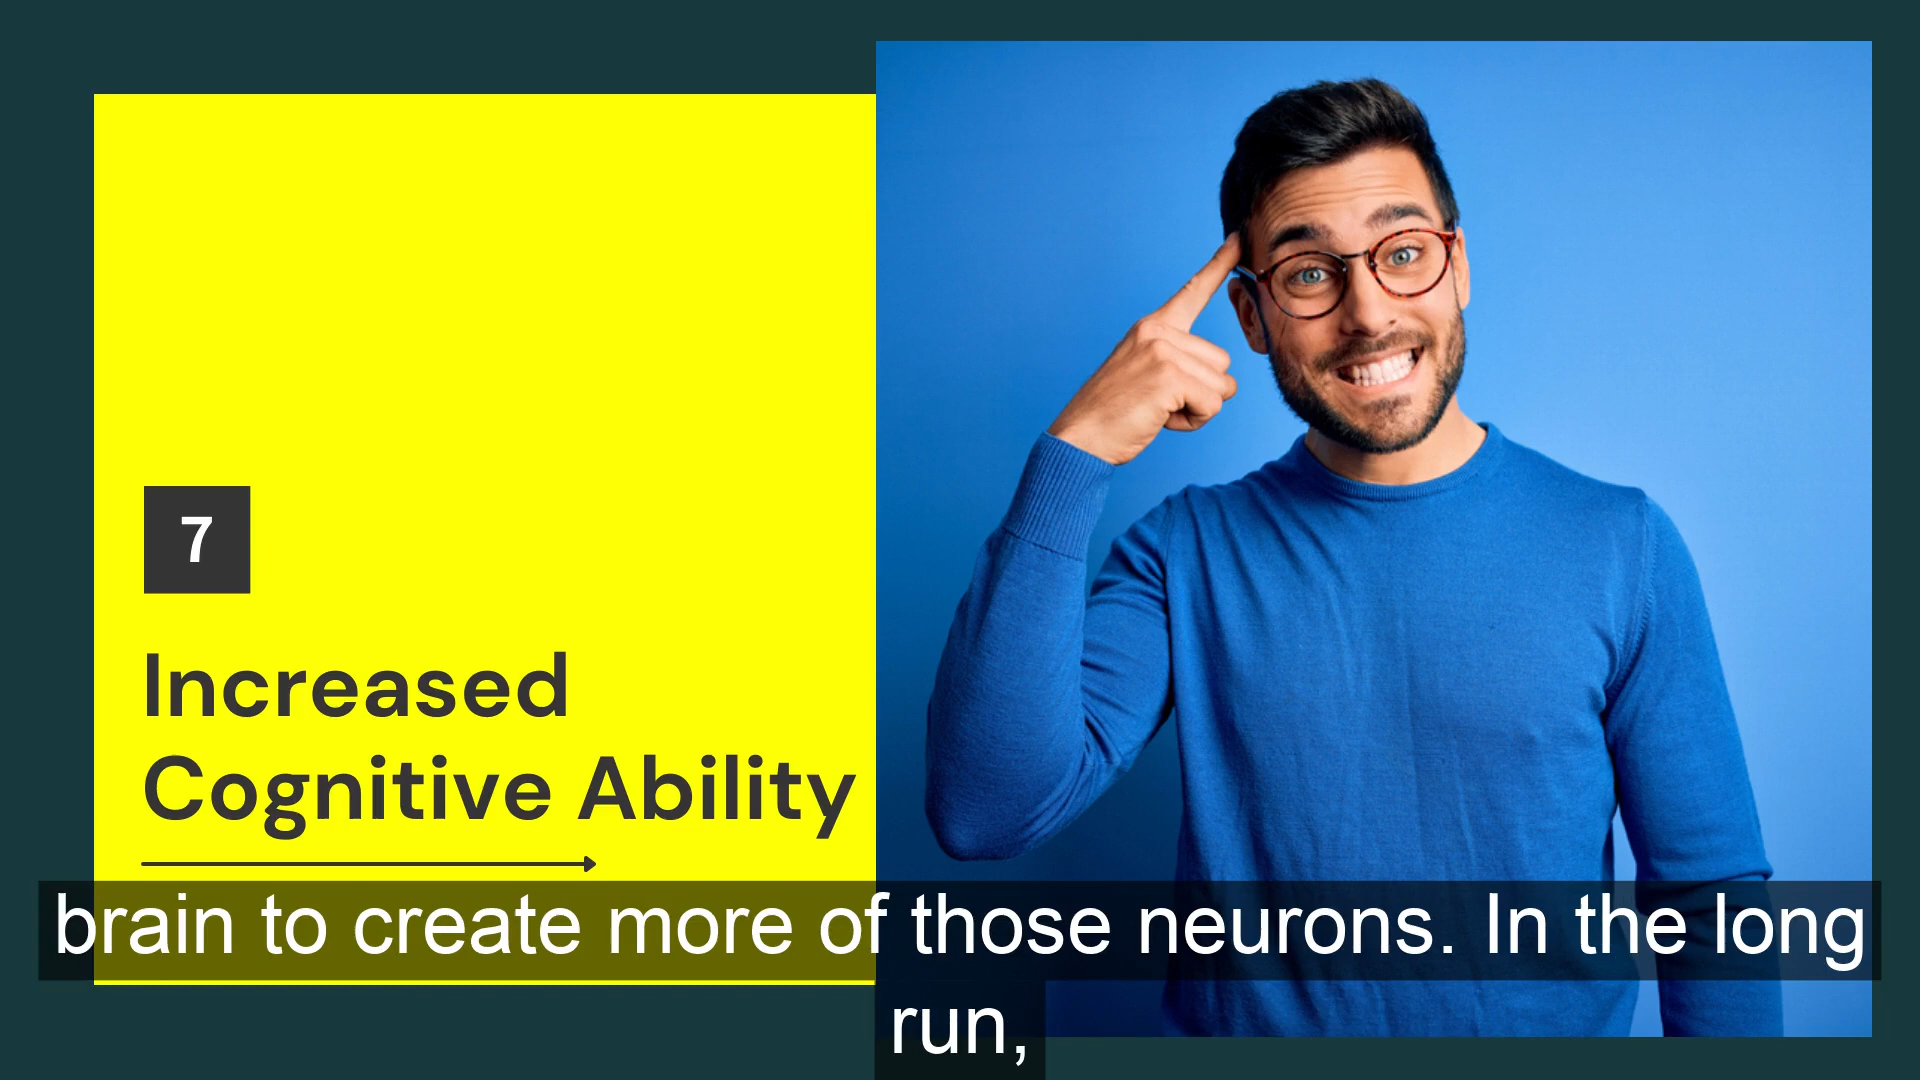 7
Increased
Cognitive Ability
brain to create more of those neurons. In the long
run,